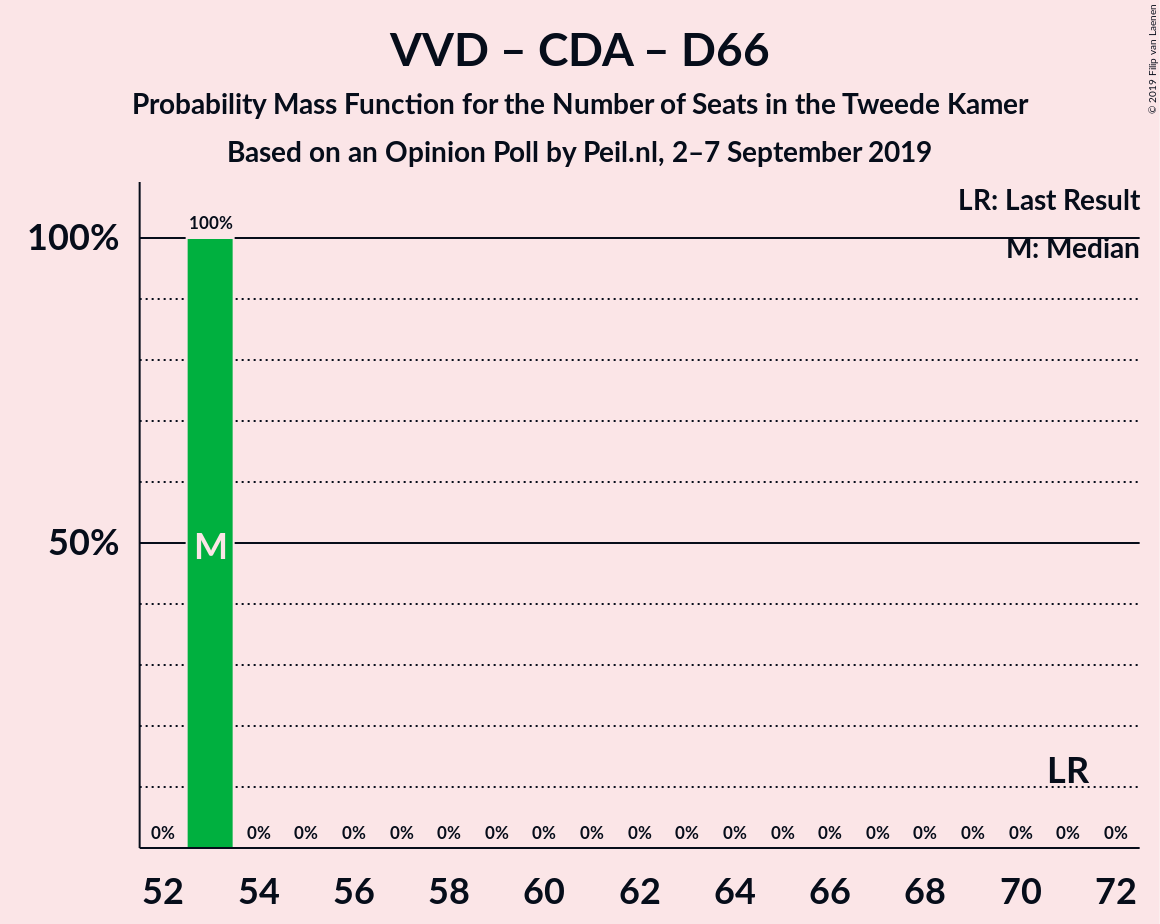 VVD – CDA – D66
Probability Mass Function for the Number of Seats in the Tweede Kamer
Based on an Opinion Poll by Peil.nl, 2–7 September 2019
© 2019 Filip van Laenen
LR: Last Result
M: Median
100%
100%
50%
M
LR
0% 0% 0% 0% 0% 0% 0% 0% 0% 0% 0% 0% 0% 0% 0% 0% 0% 0% 0% 0%
52 54 56 58 60 62 64 66 68 70 72